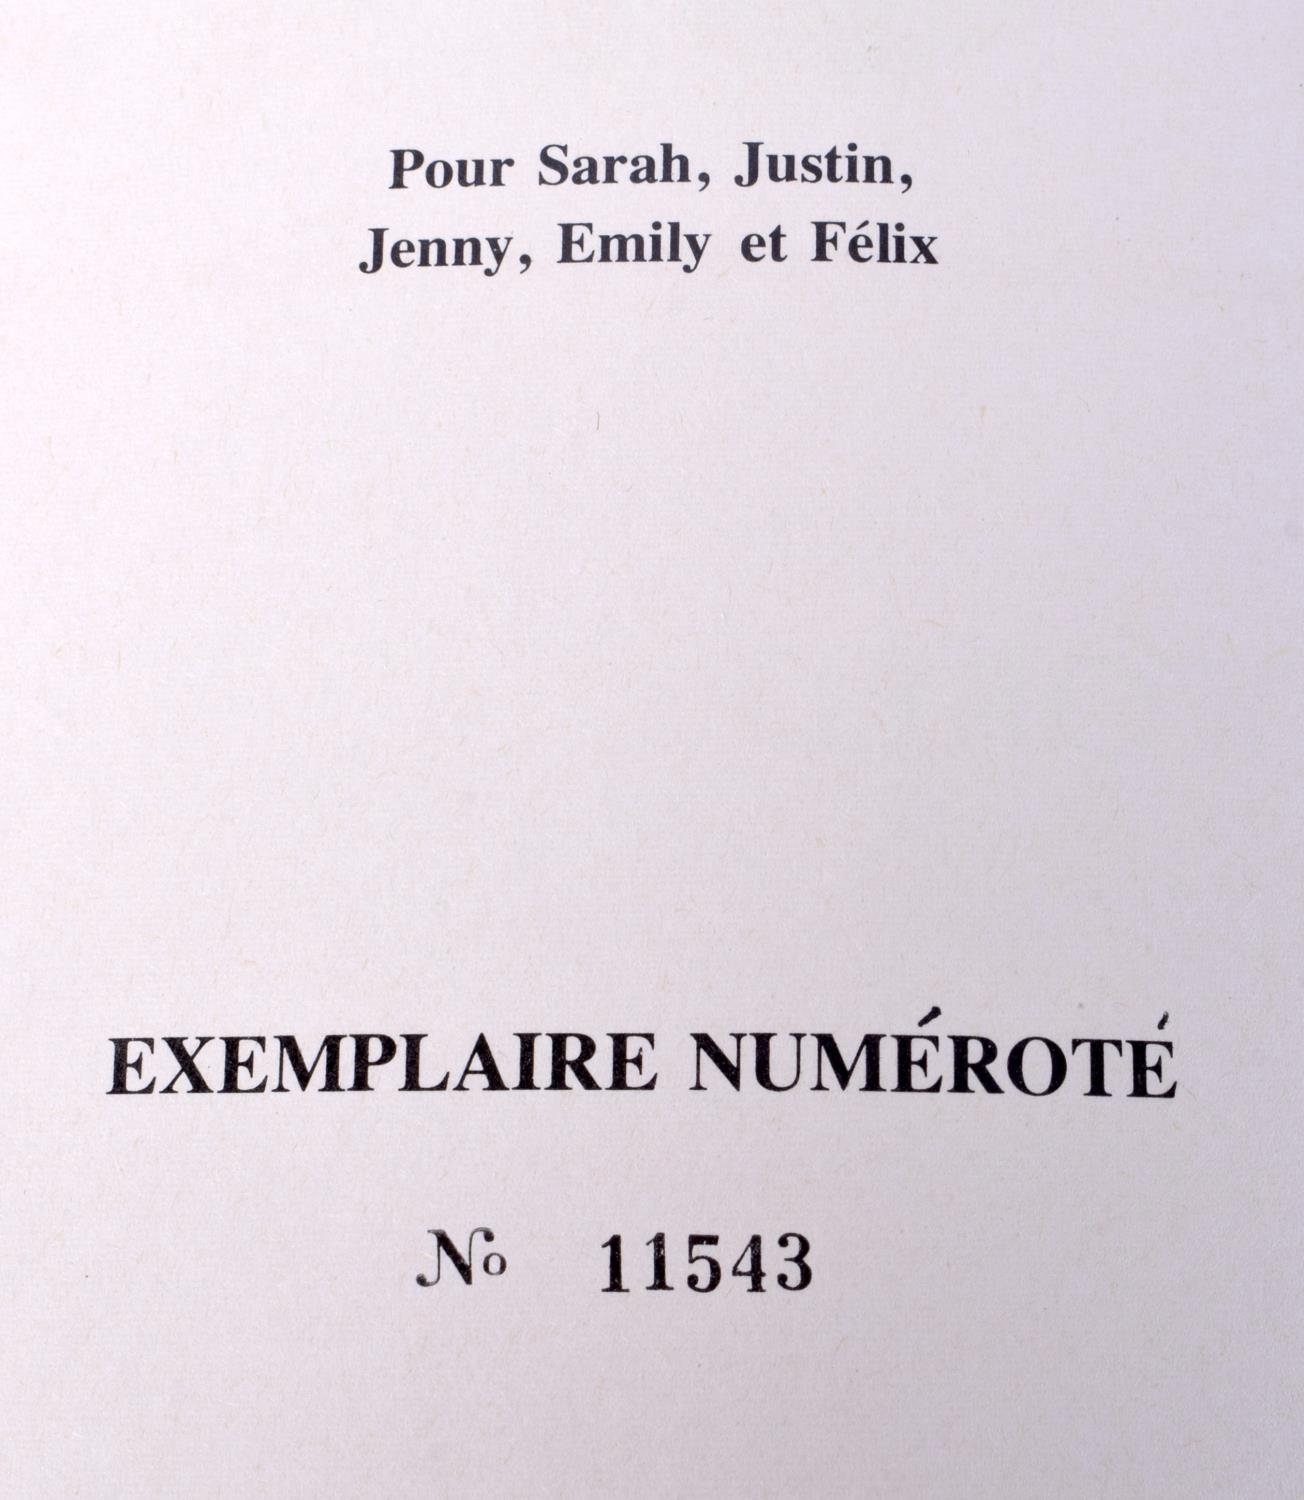 Pour Sarah, Justin,
Jenny, Emily et Félix
EXEMPLAIRE NUMÉROTÉ
No 11543